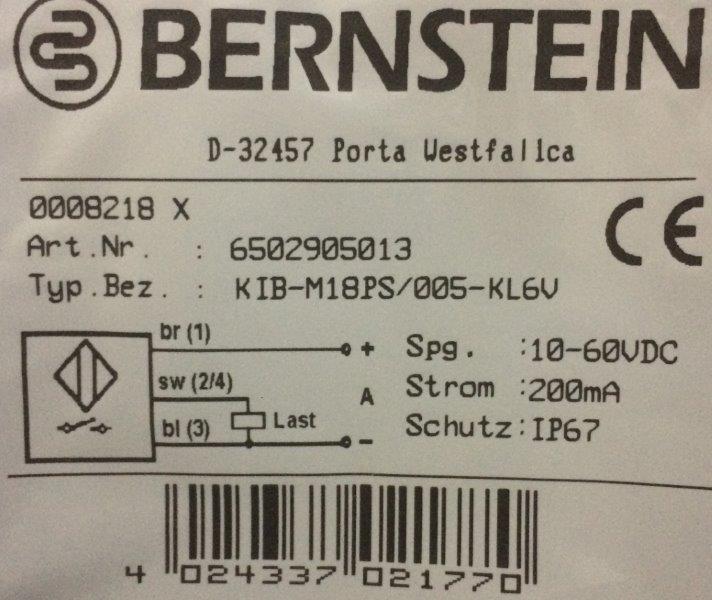 BERNSTEIN
D-32457 Porta Westfalica
0008218 X
Art.Nr. : 6502905013
Typ.Bez. : KIB-M18PS/005-KL6V
br (1) + Spg. :10-60VDC
sw (2/4) A Strom :200mA
Last
bl (3) - Schutz:IP67
CE
4 024337 021770